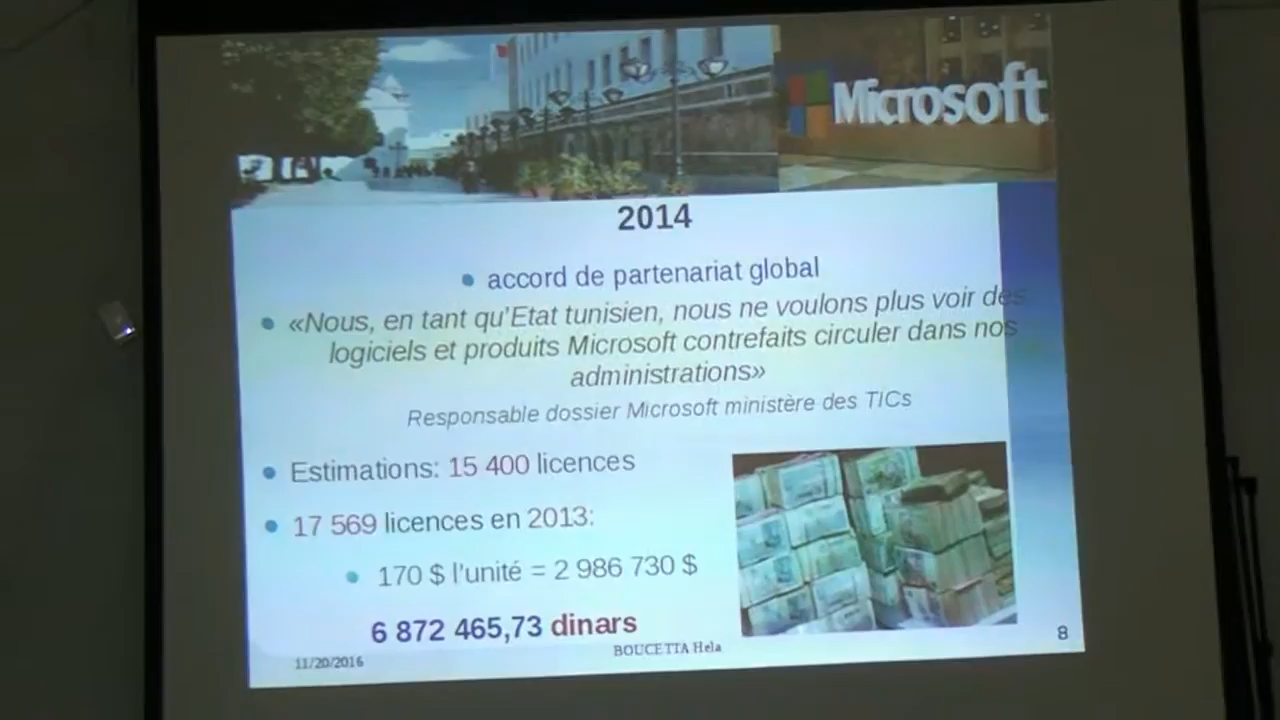 Microsoft
2014
accord de partenariat global
«Nous, en tant qu'Etat tunisien, nous ne voulons plus voir des
logiciels et produits Microsoft contrefaits circuler dans nos
administrations»
Responsable dossier Microsoft ministère des TICs
Estimations: 15 400 licences
17 569 licences en 2013:
170 $ l'unité = 2 986 730 $
6 872 465,73 dinars
11/20/2016
BOUCETTA Hela
8